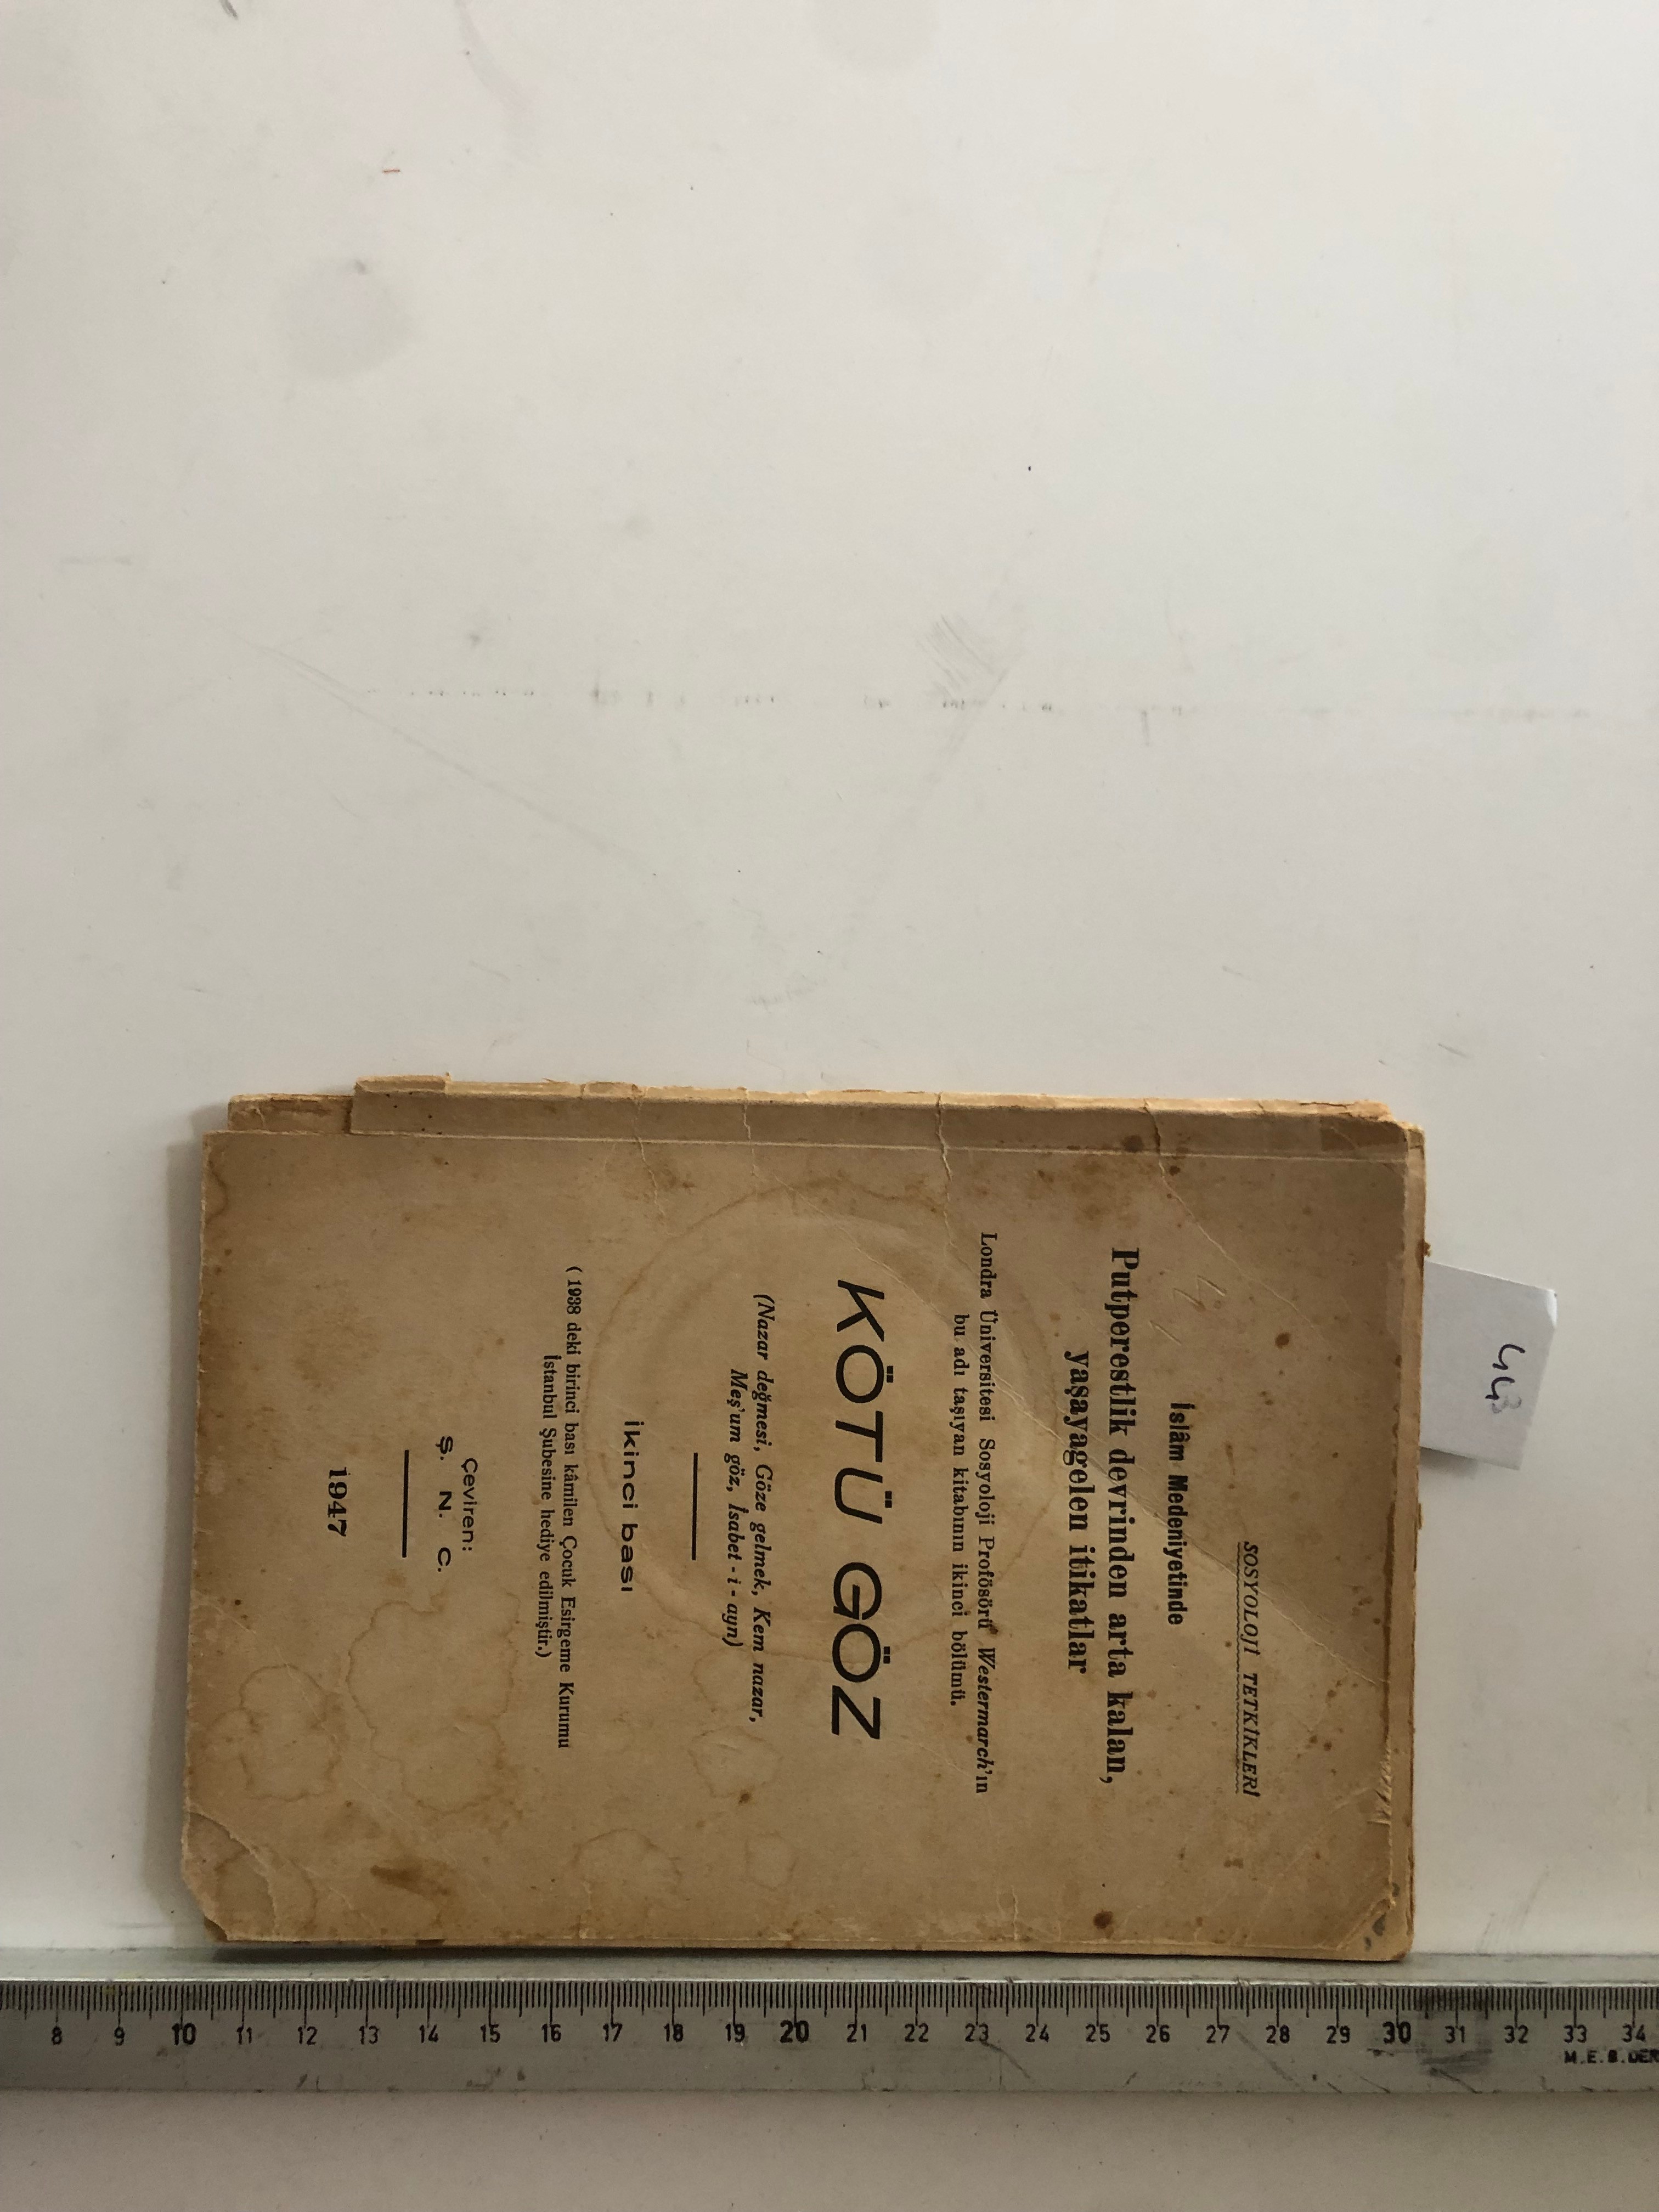 SOSYOLOJİ TETKİKLERİ
İslâm Medeniyetinde
Putperestlik devrinden arta kalan,
yaşayagelen itikatlar
Londra Üniversitesi Sosyoloji Profösörü Westermarch'ın
bu adı taşıyan kitabının ikinci bölümü.
KÖTÜ GÖZ
(Nazar değmesi, Göze gelmek, Kem nazar,
Meş'um göz, İsabet - i - ayn)
İkinci bası
( 1938 deki birinci bası kâmilen Çocuk Esirgeme Kurumu
İstanbul Şubesine hediye edilmiştir.)
Çeviren:
Ş. N. C.
1947
443
8 9 10 11 12 13 14 15 16 17 18 19 20 21 22 23 24 25 26 27 28 29 30 31 32 33 34
M.E.B.DER